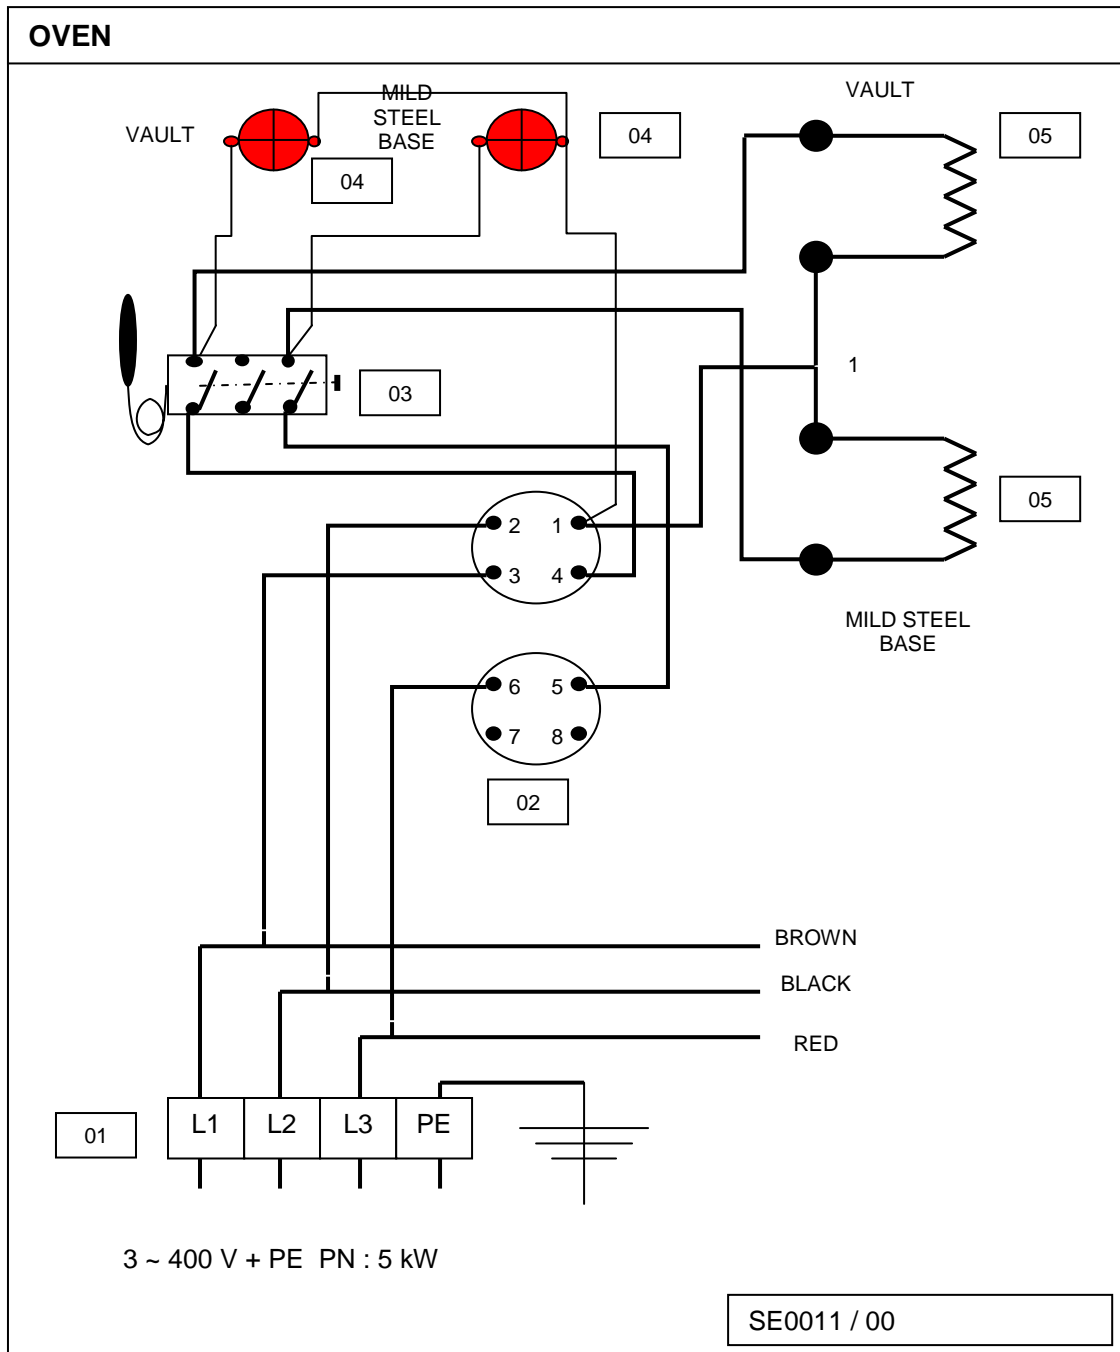 OVEN
VAULT
MILD
STEEL
BASE
04
04
VAULT
05
03
1
05
2
1
3
4
MILD STEEL
BASE
6
5
7
8
02
BROWN
BLACK
RED
01
L1
L2
L3
PE
3 ~ 400 V + PE PN : 5 kW
SE0011 / 00